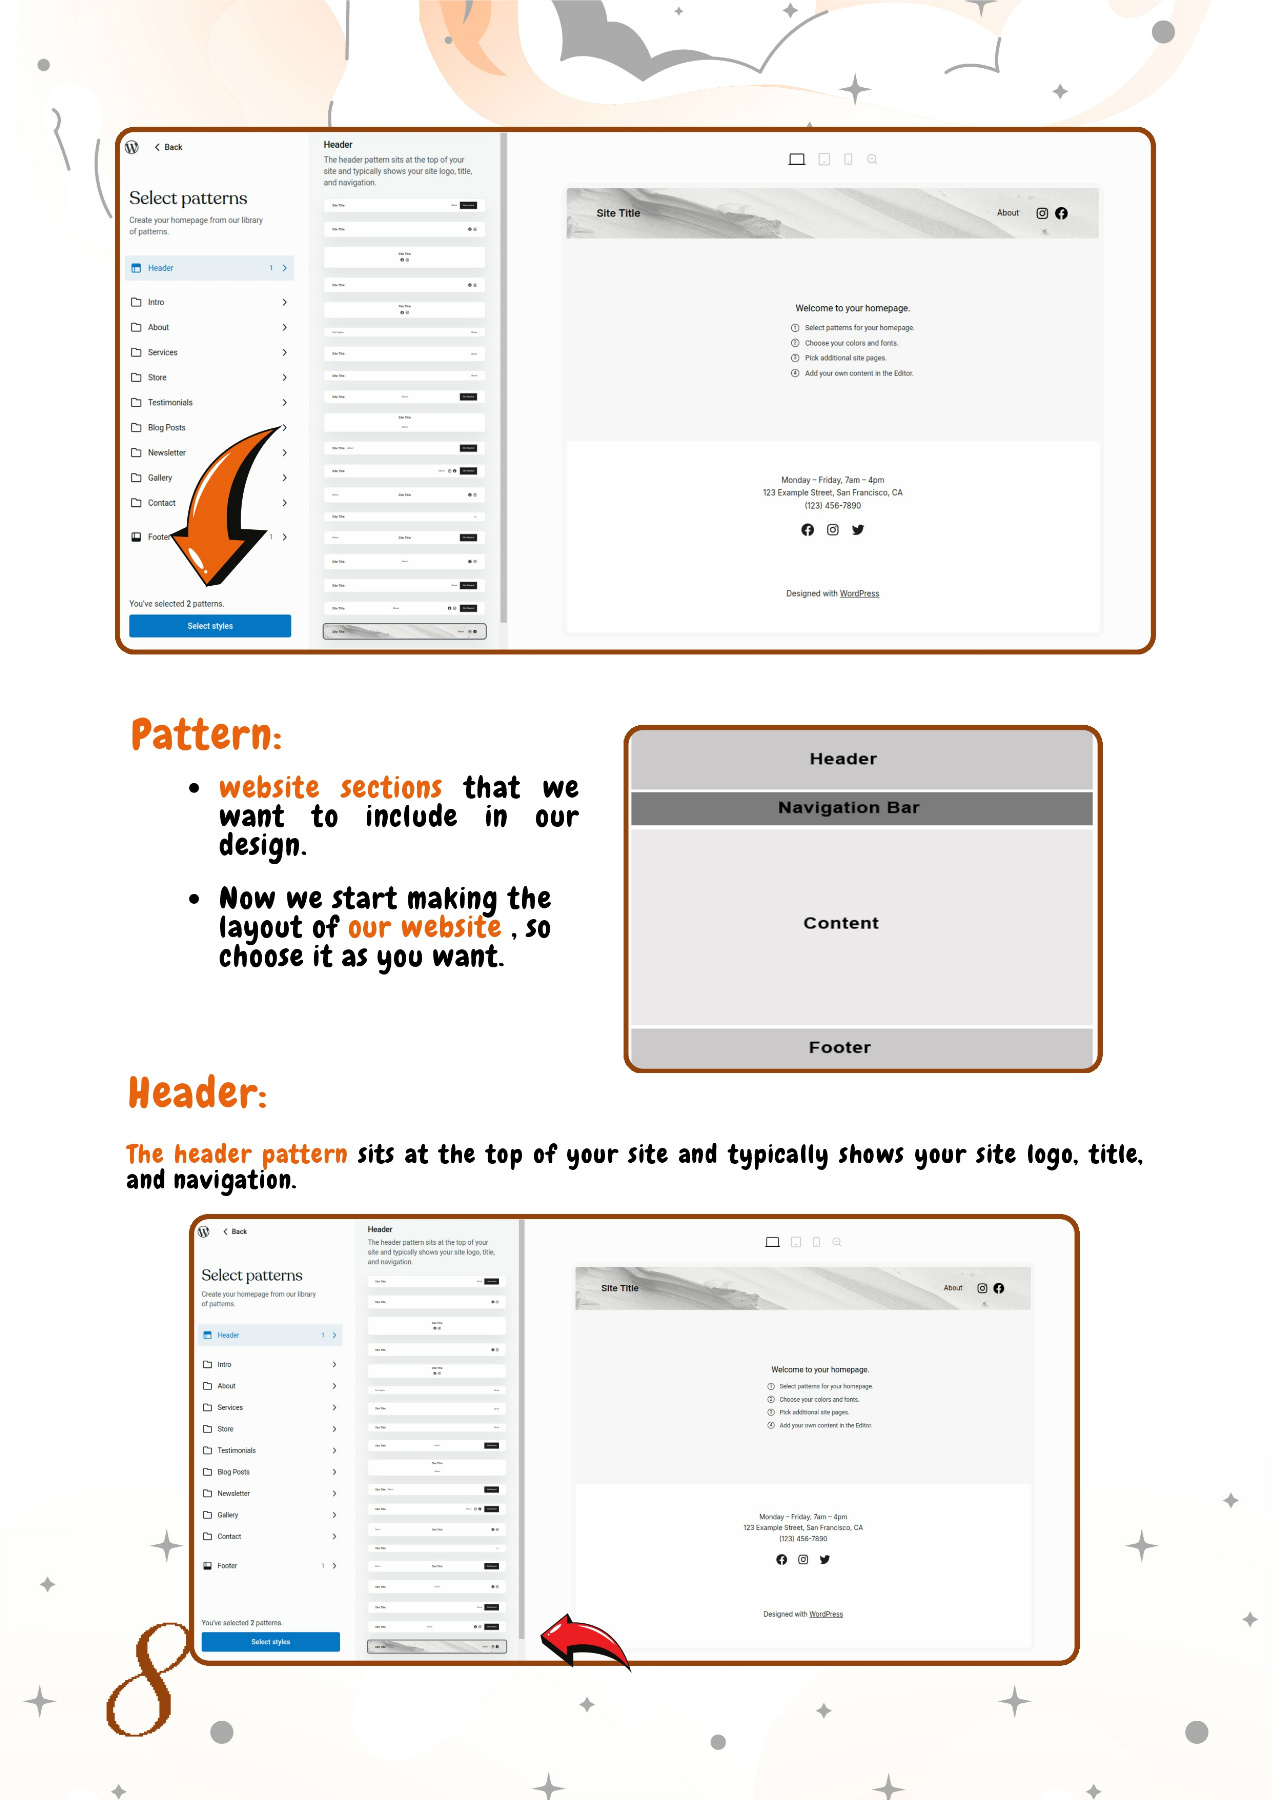 Back
Select patterns
Create your homepage from our library
of patterns.
Header 1
Intro
About
Services
Store
Testimonials
Blog Posts
Newsletter
Gallery
Contact
Footer 1
You've selected 2 patterns.
Select styles
Header
The header pattern sits at the top of your
site and typically shows your site logo, title,
and navigation.
Site Title About
Welcome to your homepage.
1 Select patterns for your homepage.
2 Choose your colors and fonts.
3 Pick additional site pages.
4 Add your own content in the Editor.
Monday – Friday, 7am – 4pm
123 Example Street, San Francisco, CA
(123) 456-7890
Designed with WordPress
Pattern:
• website sections that we
want to include in our
design.
• Now we start making the
layout of our website , so
choose it as you want.
Header
Navigation Bar
Content
Footer
Header:
The header pattern sits at the top of your site and typically shows your site logo, title,
and navigation.
Back
Select patterns
Create your homepage from our library
of patterns.
Header 1
Intro
About
Services
Store
Testimonials
Blog Posts
Newsletter
Gallery
Contact
Footer 1
You've selected 2 patterns.
Select styles
Header
The header pattern sits at the top of your
site and typically shows your site logo, title,
and navigation.
Site Title About
Welcome to your homepage.
1 Select patterns for your homepage.
2 Choose your colors and fonts.
3 Pick additional site pages.
4 Add your own content in the Editor.
Monday – Friday, 7am – 4pm
123 Example Street, San Francisco, CA
(123) 456-7890
Designed with WordPress
8